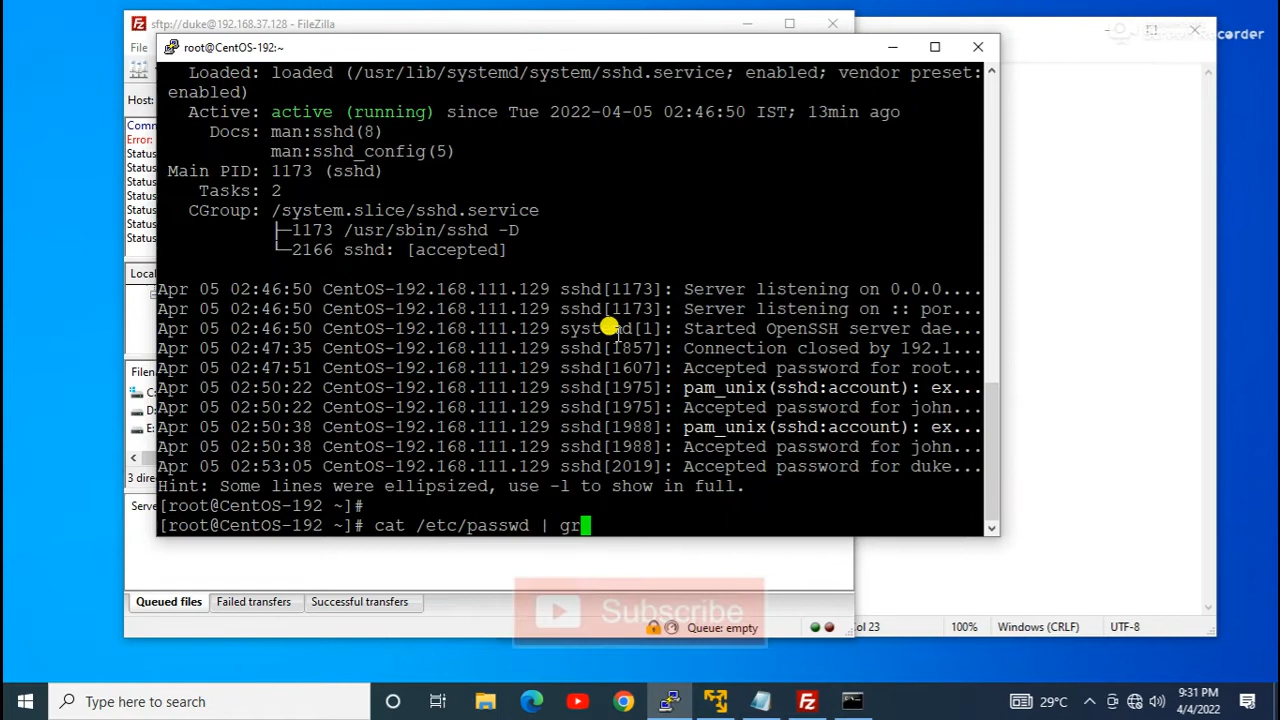 sftp://duke@192.168.37.128 - FileZilla
File
root@CentOS-192:~
Recorder
Host:
Comm
Error:
Status
Status
Status
Status
Status
Status
Status
Local
Filen
C:
D:
E:
3 direc
Serve
Loaded: loaded (/usr/lib/systemd/system/sshd.service; enabled; vendor preset:
enabled)
Active: active (running) since Tue 2022-04-05 02:46:50 IST; 13min ago
Docs: man:sshd(8)
man:sshd_config(5)
Main PID: 1173 (sshd)
Tasks: 2
CGroup: /system.slice/sshd.service
├─1173 /usr/sbin/sshd -D
└─2166 sshd: [accepted]
Apr 05 02:46:50 CentOS-192.168.111.129 sshd[1173]: Server listening on 0.0.0....
Apr 05 02:46:50 CentOS-192.168.111.129 sshd[1173]: Server listening on :: por...
Apr 05 02:46:50 CentOS-192.168.111.129 systemd[1]: Started OpenSSH server dae...
Apr 05 02:47:35 CentOS-192.168.111.129 sshd[1857]: Connection closed by 192.1...
Apr 05 02:47:51 CentOS-192.168.111.129 sshd[1607]: Accepted password for root...
Apr 05 02:50:22 CentOS-192.168.111.129 sshd[1975]: pam_unix(sshd:account): ex...
Apr 05 02:50:22 CentOS-192.168.111.129 sshd[1975]: Accepted password for john...
Apr 05 02:50:38 CentOS-192.168.111.129 sshd[1988]: pam_unix(sshd:account): ex...
Apr 05 02:50:38 CentOS-192.168.111.129 sshd[1988]: Accepted password for john...
Apr 05 02:53:05 CentOS-192.168.111.129 sshd[2019]: Accepted password for duke...
Hint: Some lines were ellipsized, use -l to show in full.
[root@CentOS-192 ~]#
[root@CentOS-192 ~]# cat /etc/passwd | gr
Queued files Failed transfers Successful transfers
Subscribe
Queue: empty
ol 23 100% Windows (CRLF) UTF-8
Type here to search
29°C
9:31 PM
4/4/2022